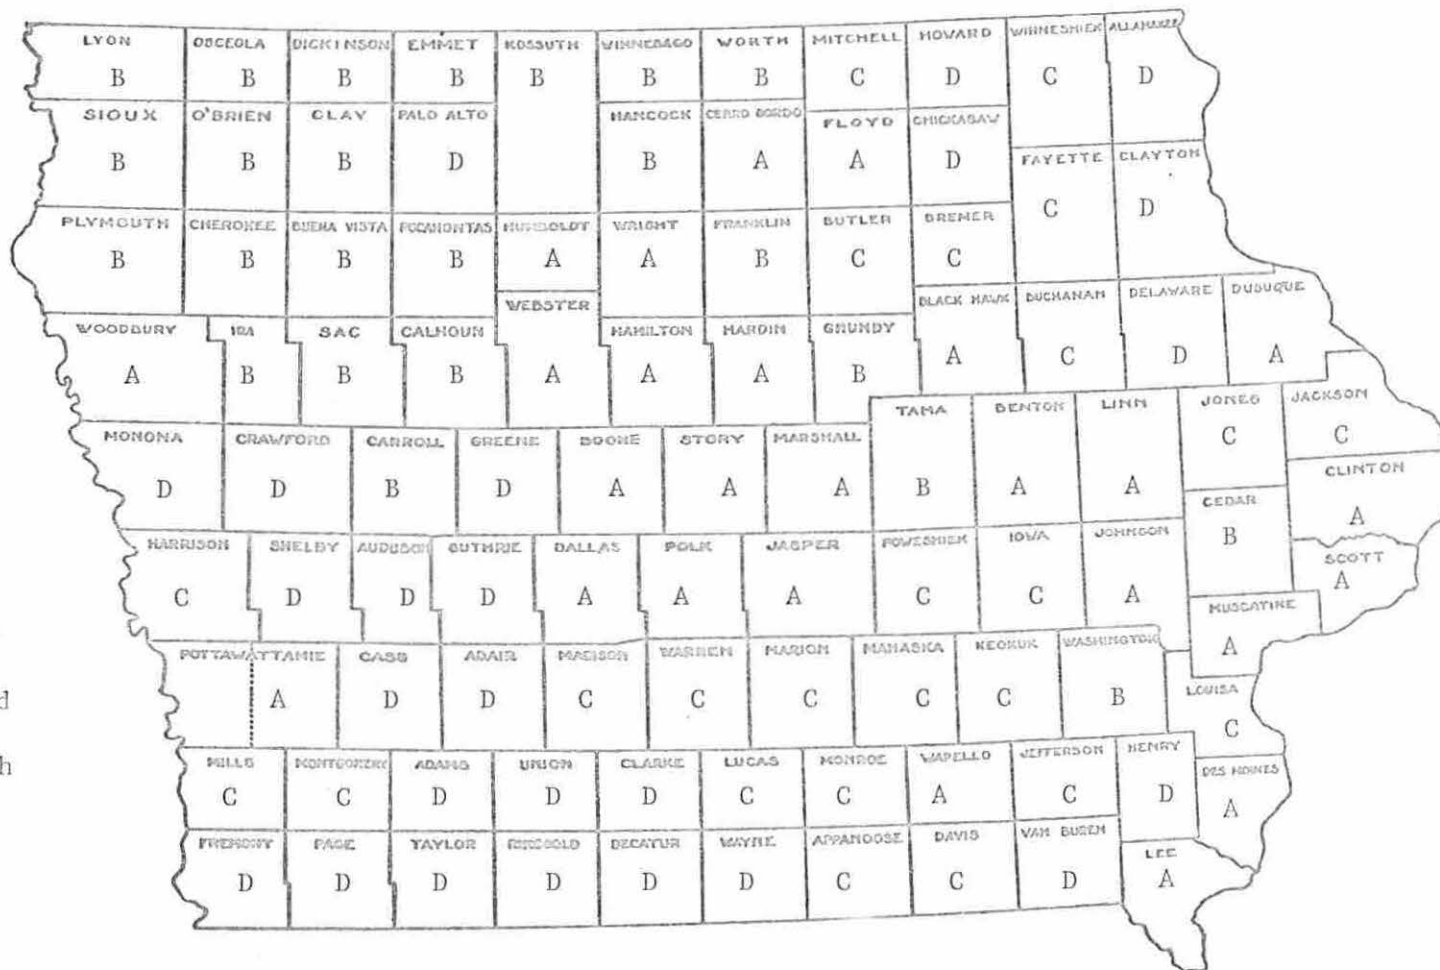 LYON OSCEOLA DICKINSON EMMET KOSSUTH WINNEBAGO WORTH MITCHELL HOWARD WINNESHIEK ALLAMAKEE
B B B B B B B C D C D
SIOUX O'BRIEN CLAY PALO ALTO HANCOCK CERRO GORDO FLOYD CHICKASAW
B B B D B A A D
FAYETTE CLAYTON
C D
PLYMOUTH CHEROKEE BUENA VISTA POCAHONTAS HUMBOLDT WRIGHT FRANKLIN BUTLER BREMER
B B B B A A B C C
WEBSTER BLACK HAWK BUCHANAN DELAWARE DUBUQUE
WOODBURY IDA SAC CALHOUN HAMILTON HARDIN GRUNDY
A B B B A A A B A C D A
TAMA BENTON LINN JONES JACKSON
C C
MONONA CRAWFORD CARROLL GREENE BOONE STORY MARSHALL
CLINTON
D D B D A A A B A A
CEDAR A
B
HARRISON SHELBY AUDUBON GUTHRIE DALLAS POLK JASPER POWESHIEK IOWA JOHNSON
SCOTT
C D D D A A A C C A A
MUSCATINE
A
POTTAWATTAMIE CASS ADAIR MADISON WARREN MARION MAHASKA KEOKUK WASHINGTON
LOUISA
d A D D C C C C C B
C
h MILLS MONTGOMERY ADAMS UNION CLARKE LUCAS MONROE WAPELLO JEFFERSON HENRY
DES MOINES
C C D D D C C A C D A
FREMONT PAGE TAYLOR RINGGOLD DECATUR WAYNE APPANOOSE DAVIS VAN BUREN
LEE
D D D D D D C C D A